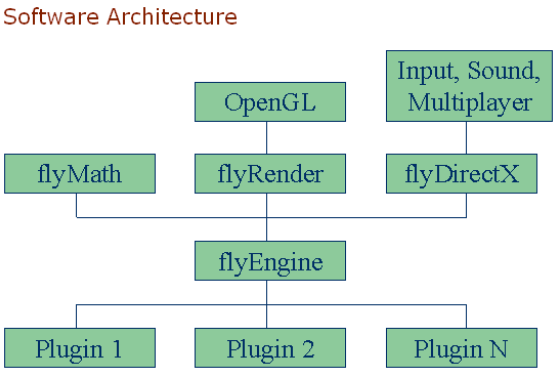 Software Architecture
Input, Sound,
Multiplayer
OpenGL
flyMath
flyRender
flyDirectX
flyEngine
Plugin 1
Plugin 2
Plugin N